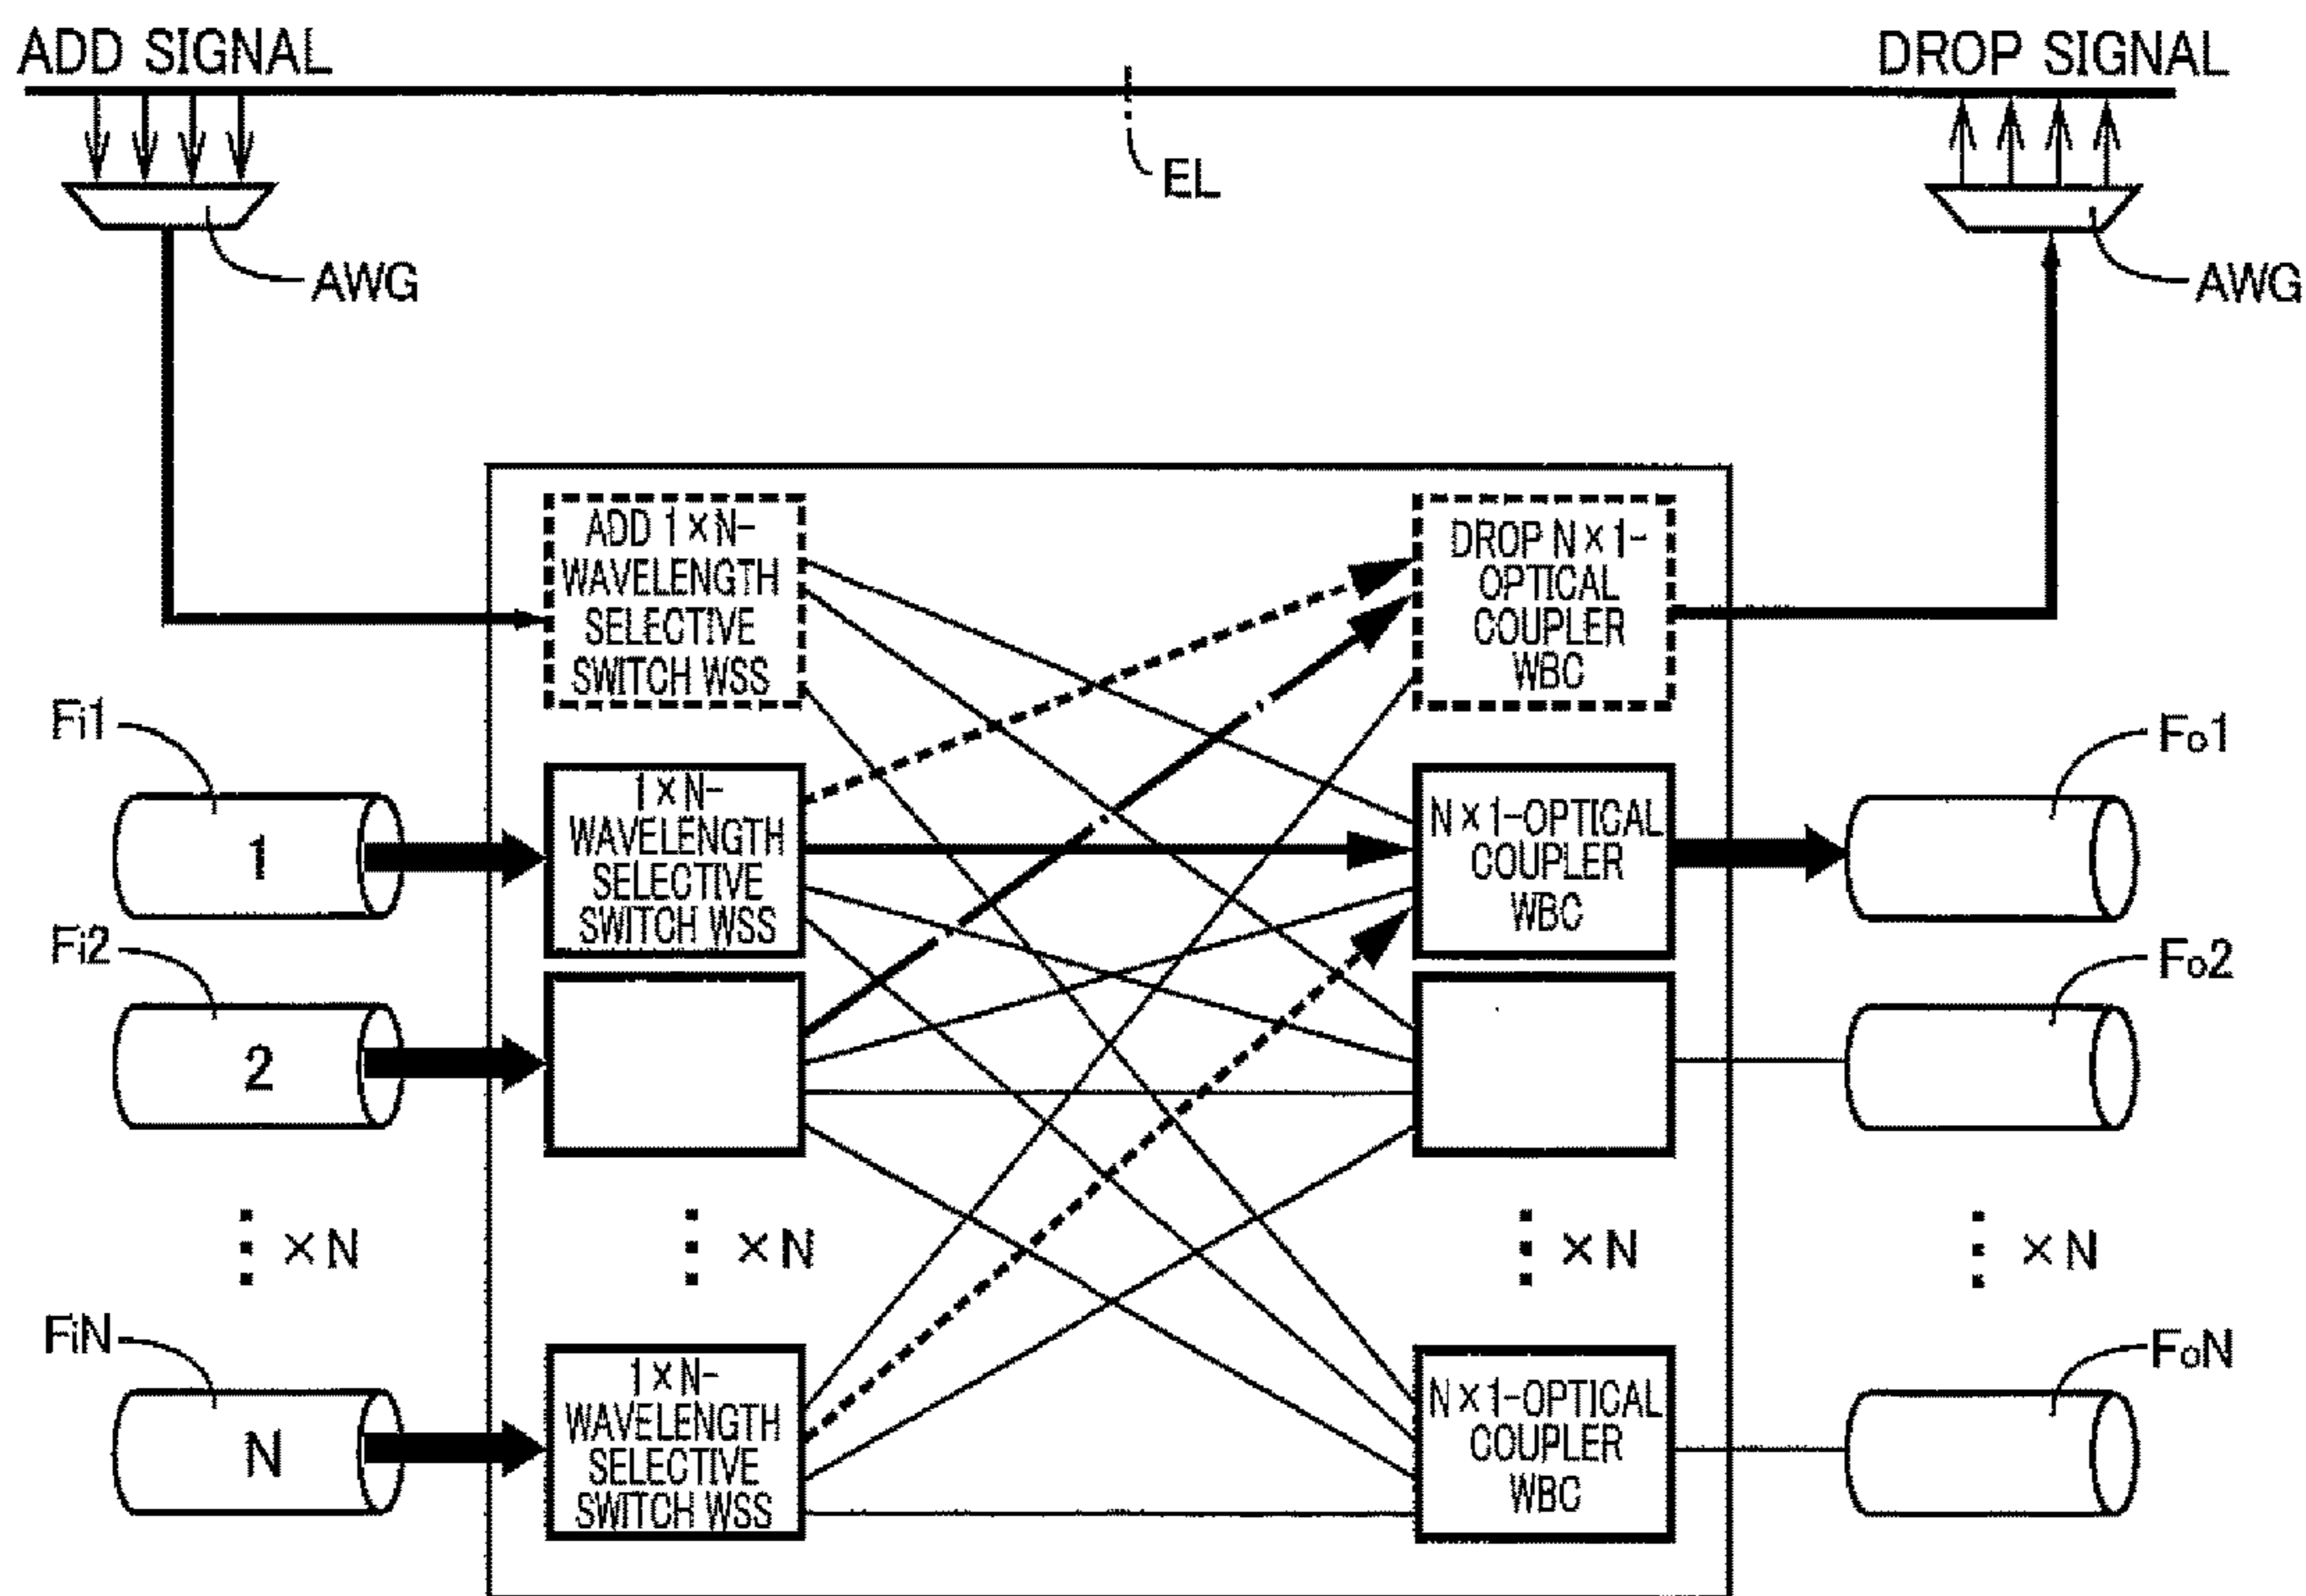 ADD SIGNAL
DROP SIGNAL
EL
AWG
AWG
ADD 1×N-
WAVELENGTH
SELECTIVE
SWITCH WSS
DROP N×1-
OPTICAL
COUPLER
WBC
Fi1
Fo1
1
1×N-
WAVELENGTH
SELECTIVE
SWITCH WSS
N×1-OPTICAL
COUPLER
WBC
Fi2
Fo2
2
⋮ ×N
⋮ ×N
⋮ ×N
⋮ ×N
FiN
FoN
N
1×N-
WAVELENGTH
SELECTIVE
SWITCH WSS
N×1-OPTICAL
COUPLER
WBC